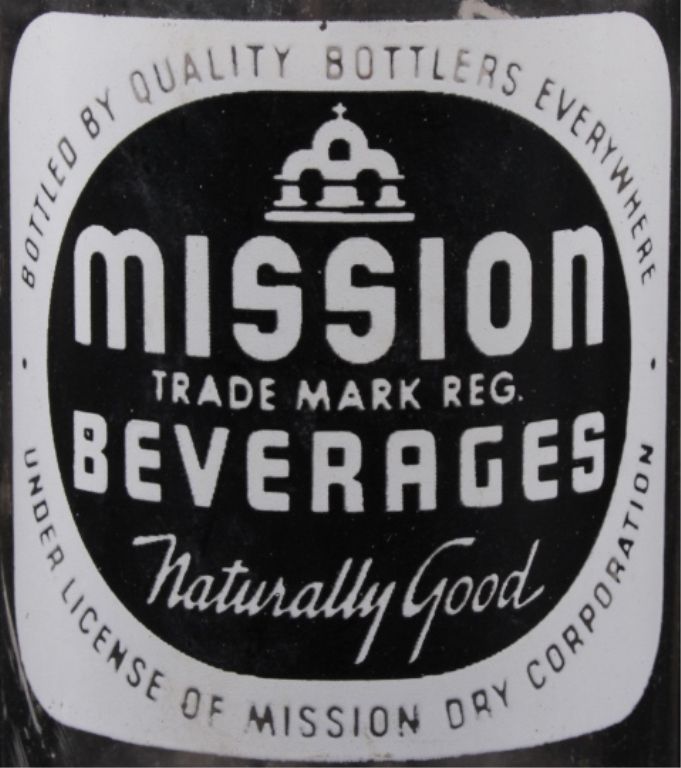 BOTTLED BY QUALITY BOTTLERS EVERYWHERE
MISSION
TRADE MARK REG.
BEVERAGES
Naturally Good
UNDER LICENSE OF MISSION DRY CORPORATION